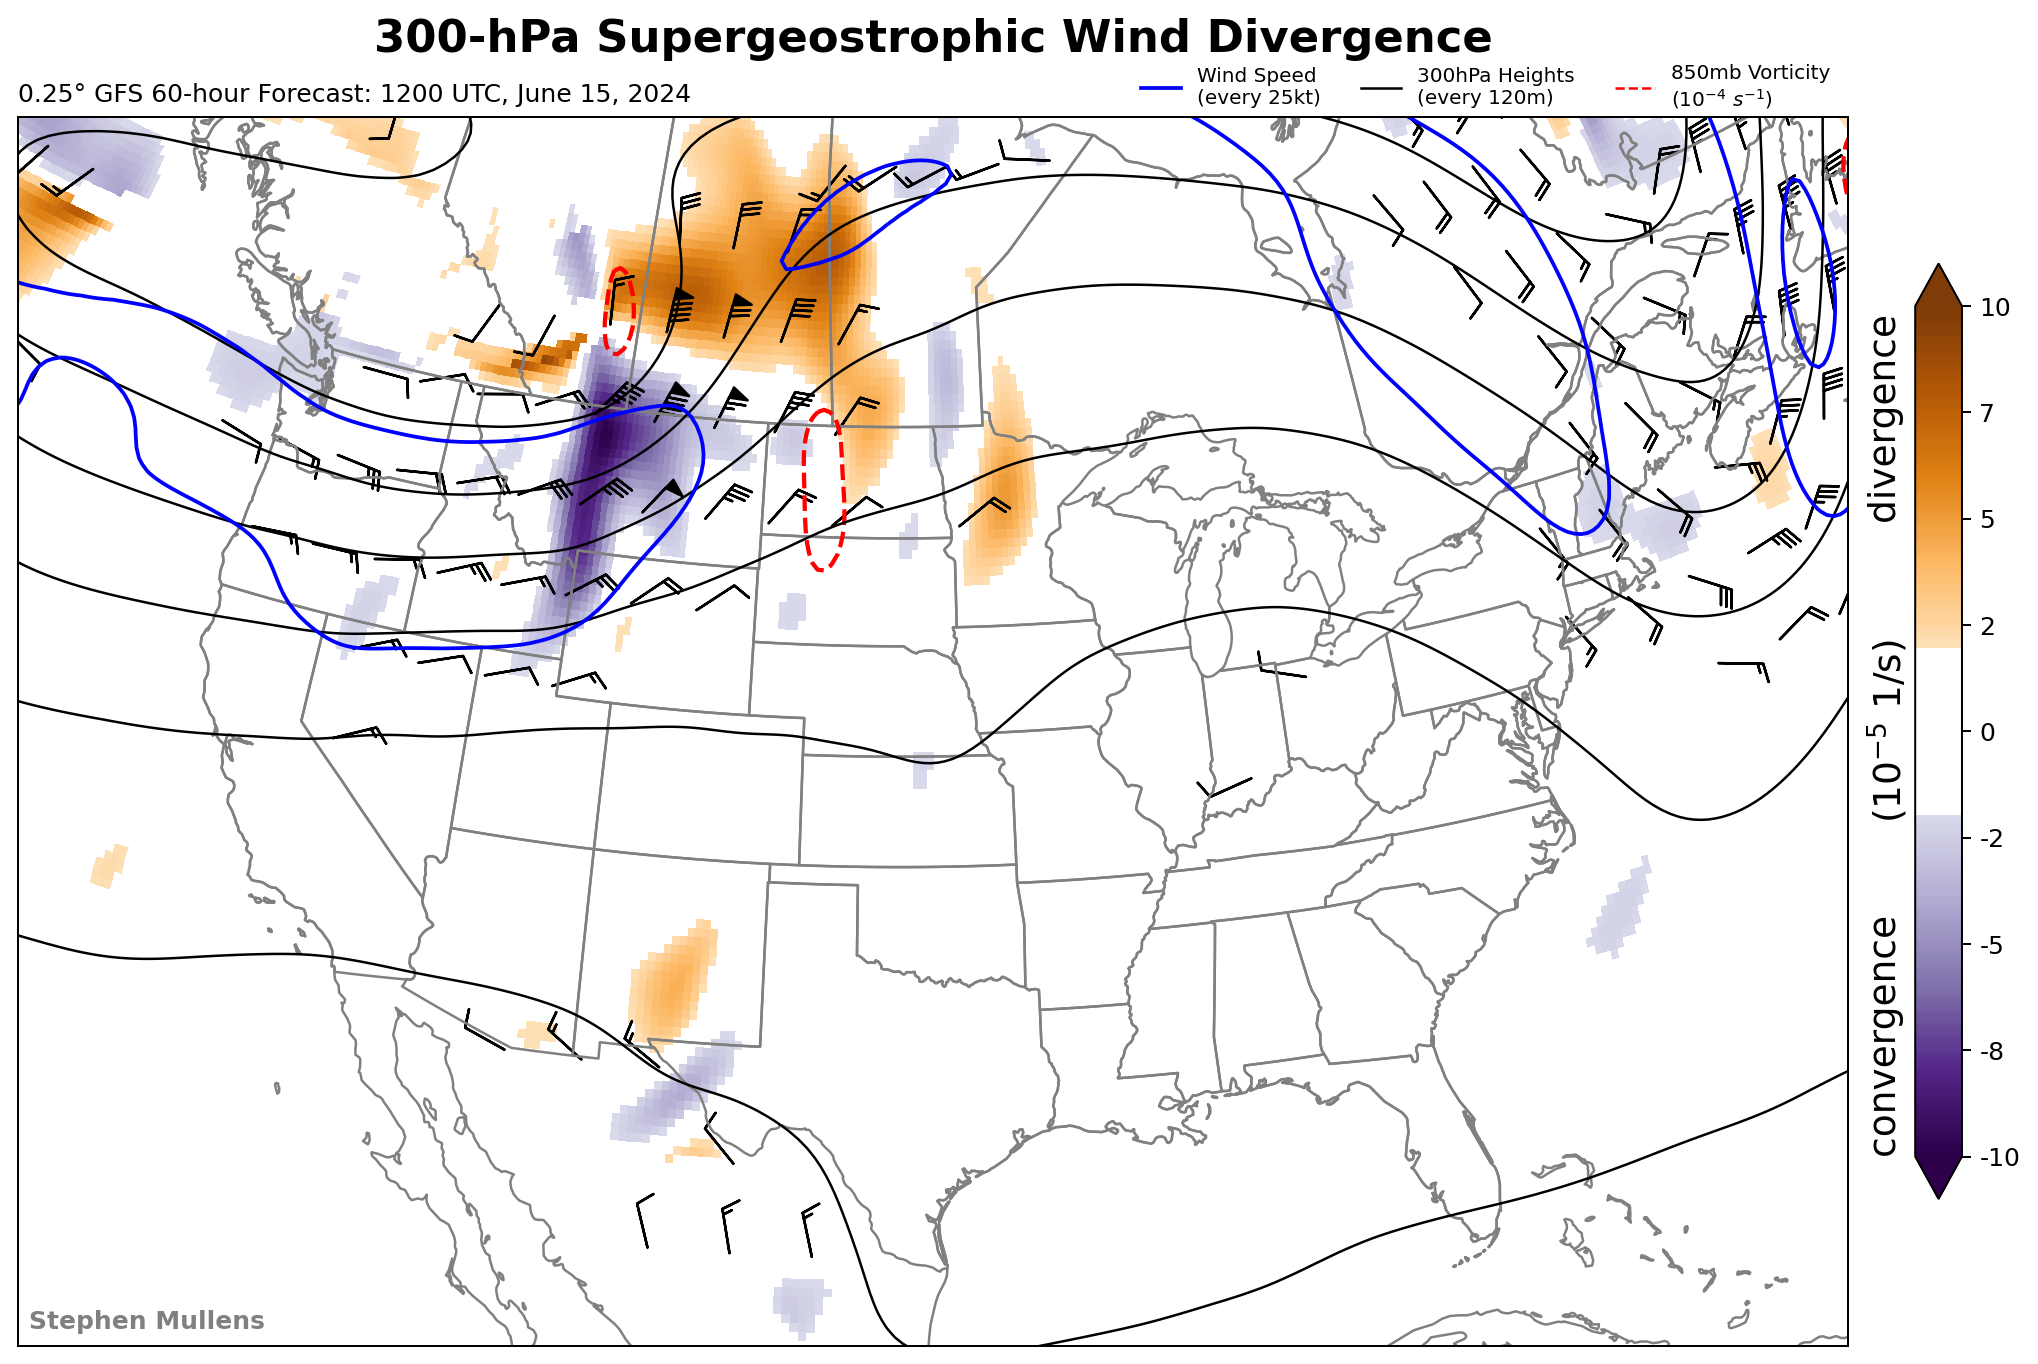 300-hPa Supergeostrophic Wind Divergence
0.25° GFS 60-hour Forecast: 1200 UTC, June 15, 2024
Wind Speed
(every 25kt)
300hPa Heights
(every 120m)
850mb Vorticity
(10⁻⁴ s⁻¹)
10
7
5
2
0
-2
-5
-8
-10
convergence (10⁻⁵ 1/s) divergence
Stephen Mullens